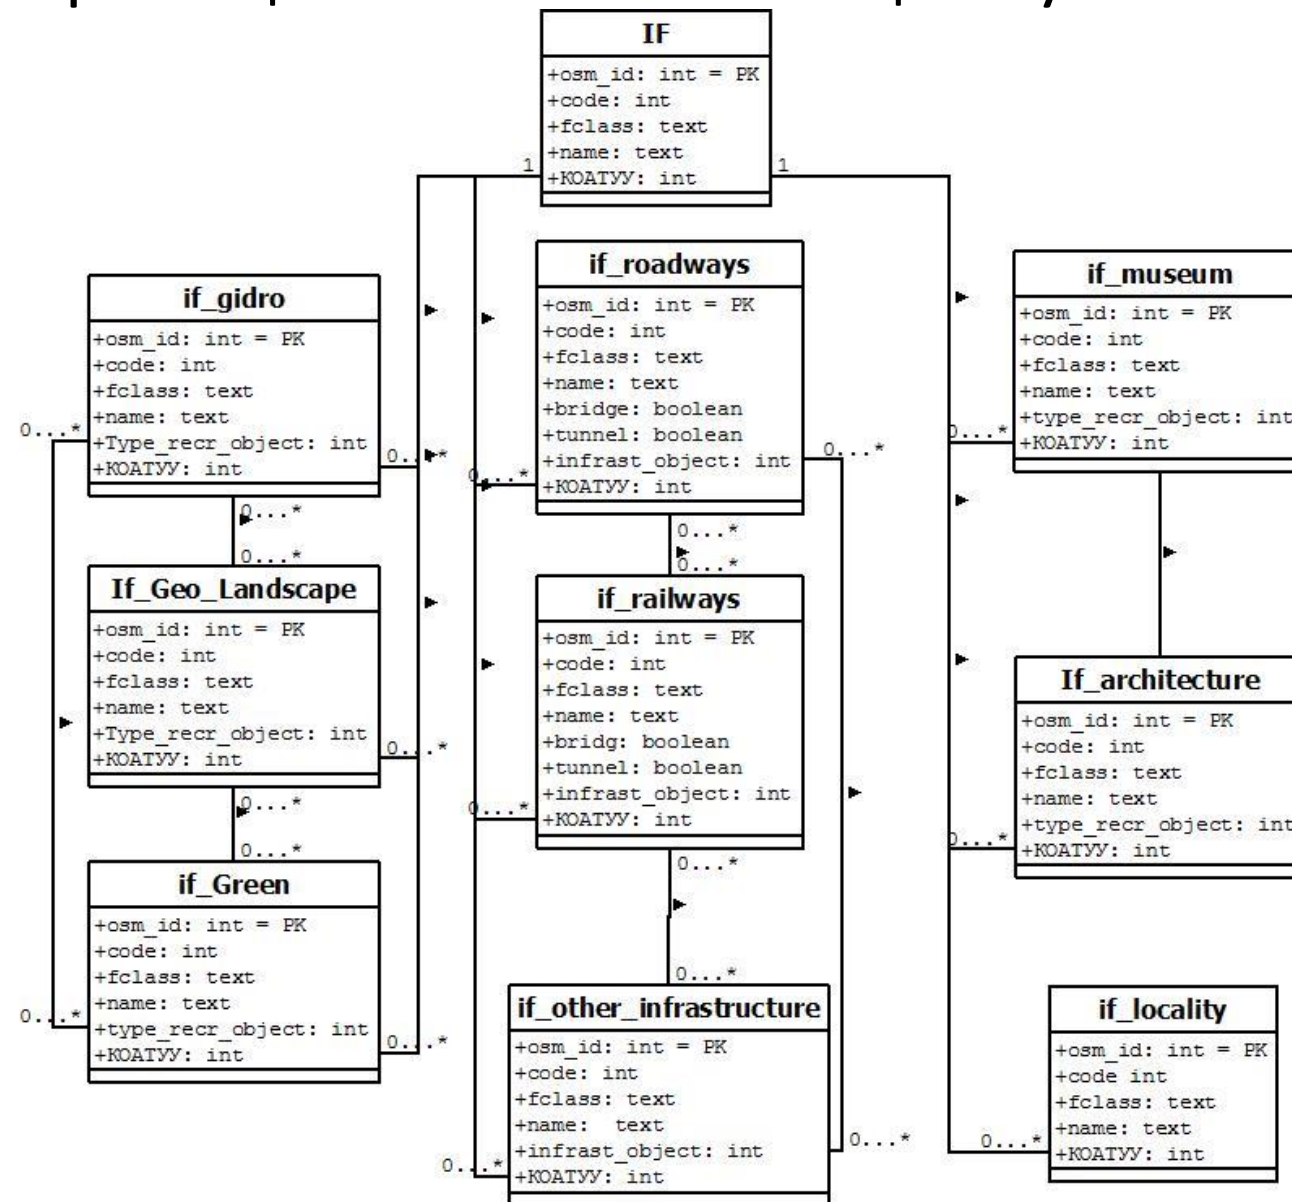 IF
+osm_id: int = PK
+code: int
+fclass: text
+name: text
+КОАТУУ: int
1
1
if_gidro
+osm_id: int = PK
+code: int
+fclass: text
+name: text
+Type_recr_object: int
+КОАТУУ: int
0...*
0...*
0...*
0...*
If_Geo_Landscape
+osm_id: int = PK
+code: int
+fclass: text
+name: text
+Type_recr_object: int
+КОАТУУ: int
0...*
0...*
0...*
if_Green
+osm_id: int = PK
+code: int
+fclass: text
+name: text
+type_recr_object: int
+КОАТУУ: int
0...*
0...*
if_roadways
+osm_id: int = PK
+code: int
+fclass: text
+name: text
+bridge: boolean
+tunnel: boolean
+infrast_object: int
+КОАТУУ: int
0...*
0...*
0...*
0...*
if_railways
+osm_id: int = PK
+code: int
+fclass: text
+name: text
+bridg: boolean
+tunnel: boolean
+infrast_object: int
+КОАТУУ: int
0...*
0...*
0...*
if_other_infrastructure
+osm_id: int = PK
+code: int
+fclass: text
+name: text
+infrast_object: int
+КОАТУУ: int
0...*
0...*
if_museum
+osm_id: int = PK
+code: int
+fclass: text
+name: text
+type_recr_object: int
+КОАТУУ: int
0...*
If_architecture
+osm_id: int = PK
+code: int
+fclass: text
+name: text
+type_recr_object: int
+КОАТУУ: int
0...*
if_locality
+osm_id: int = PK
+code int
+fclass: text
+name: text
+КОАТУУ: int
0...*